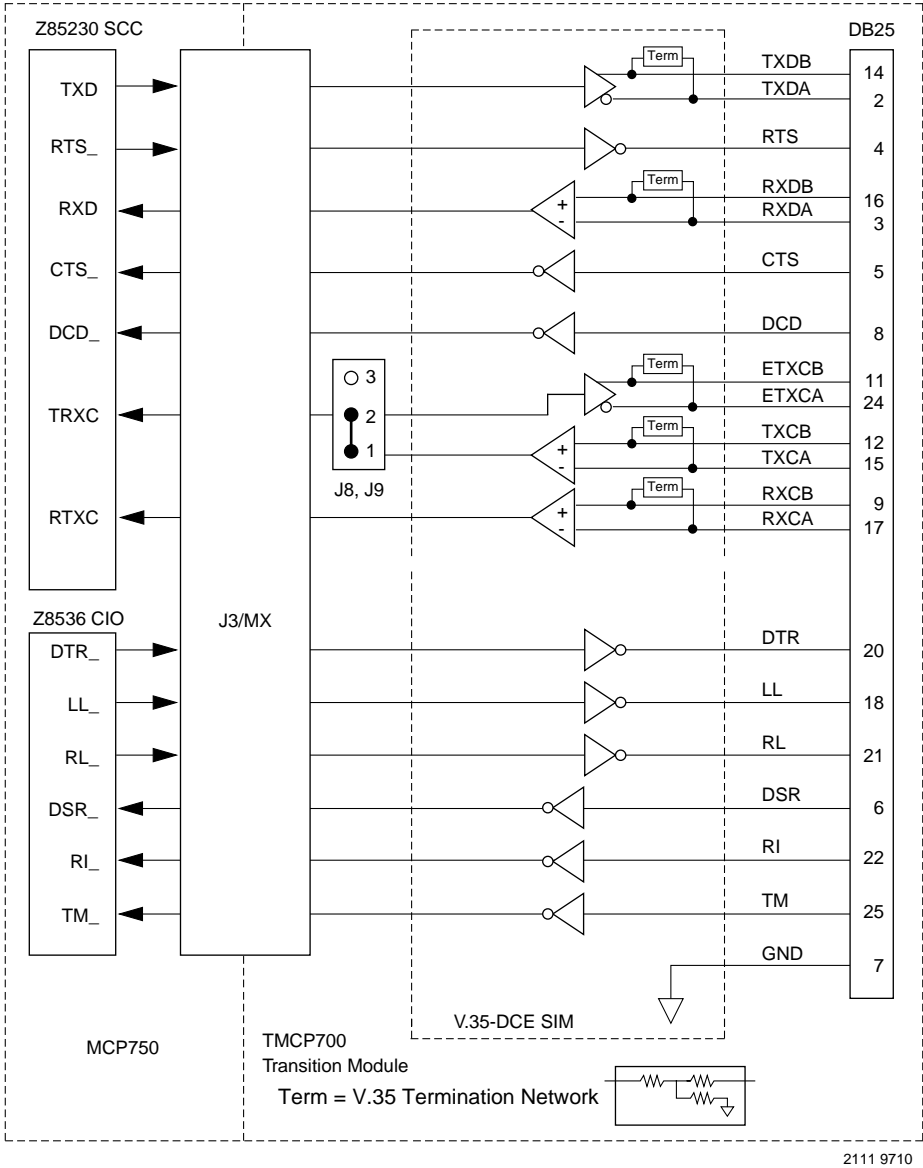 Z85230 SCC
DB25
TXD
Term
TXDB
14
TXDA
2
RTS_
RTS
4
RXD
Term
RXDB
16
+
-
RXDA
3
CTS_
CTS
5
DCD_
DCD
8
3
Term
ETXCB
11
TRXC
2
ETXCA
24
Term
TXCB
12
1
+
-
TXCA
15
J8, J9
Term
RXCB
9
RTXC
+
-
RXCA
17
J3/MX
Z8536 CIO
DTR_
DTR
20
LL_
LL
18
RL_
RL
21
DSR_
DSR
6
RI_
RI
22
TM_
TM
25
GND
7
V.35-DCE SIM
MCP750
TMCP700
Transition Module
Term = V.35 Termination Network
2111 9710